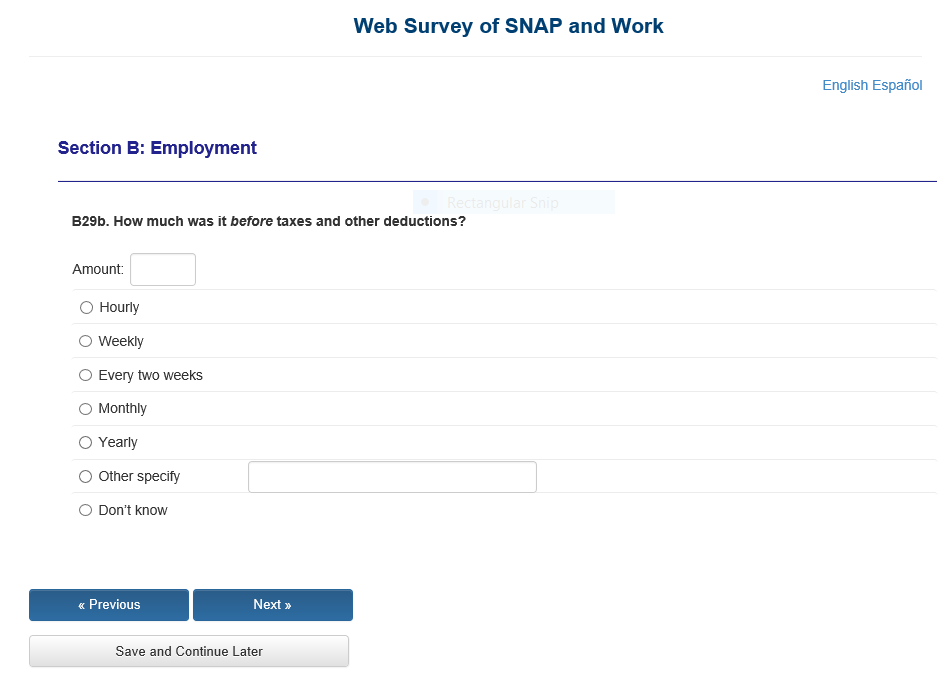 Web Survey of SNAP and Work
English Español
Section B: Employment
Rectangular Snip
B29b. How much was it before taxes and other deductions?
Amount:
Hourly
Weekly
Every two weeks
Monthly
Yearly
Other specify
Don't know
« Previous
Next »
Save and Continue Later